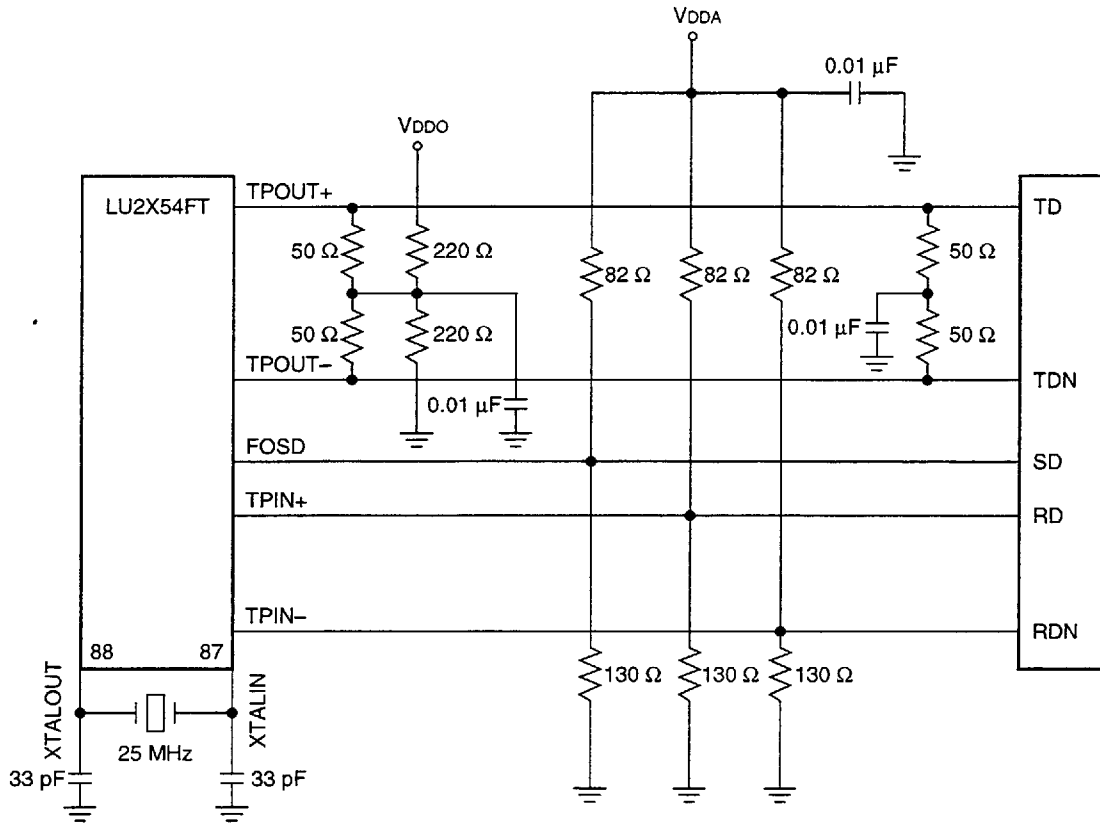 VDDA
0.01 µF
VDDO
LU2X54FT
TPOUT+
TD
50 Ω
220 Ω
82 Ω
82 Ω
82 Ω
50 Ω
50 Ω
220 Ω
0.01 µF
50 Ω
TPOUT–
TDN
0.01 µF
FOSD
SD
TPIN+
RD
TPIN–
RDN
88
87
130 Ω
130 Ω
130 Ω
XTALOUT
XTALIN
25 MHz
33 pF
33 pF